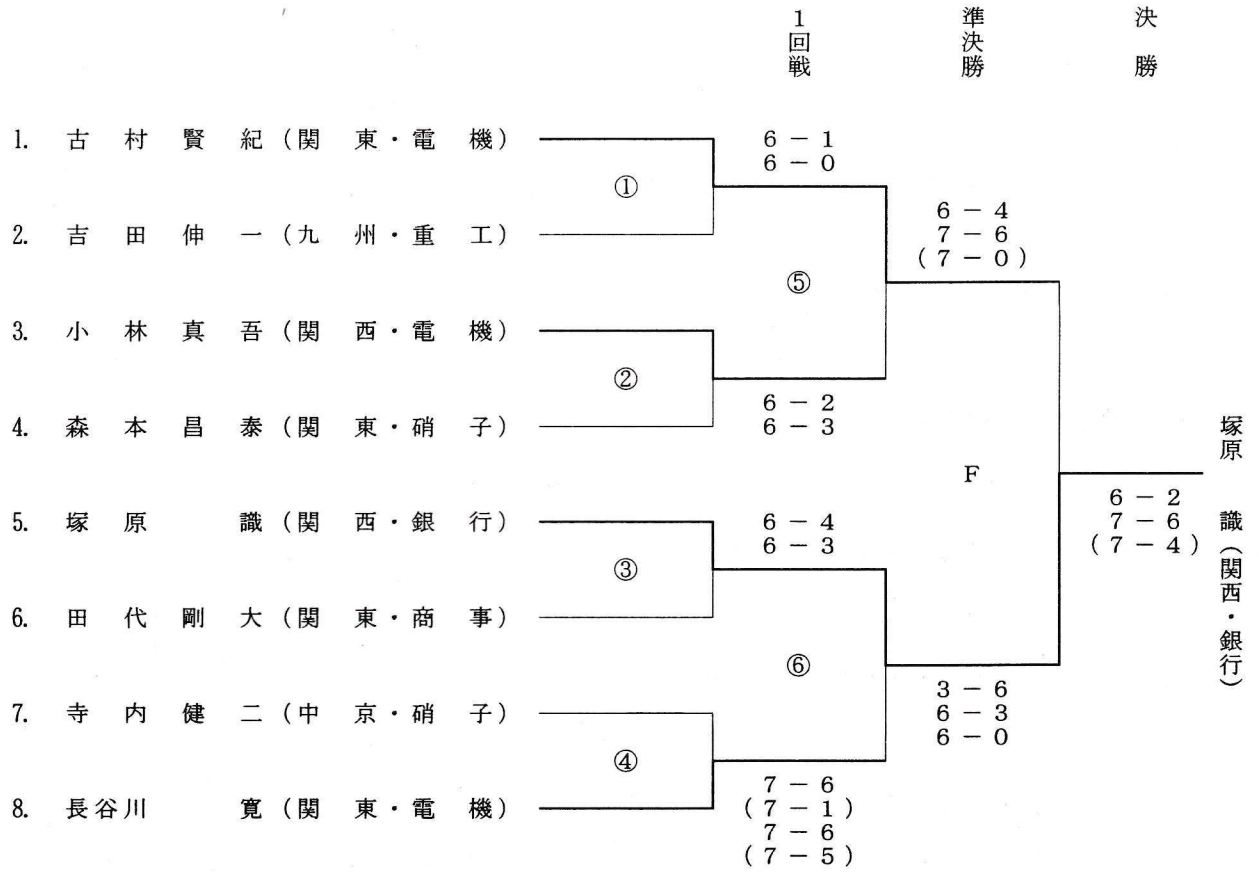 1回戦
準決勝
決勝
1. 古村賢紀(関東・電機)
6-1
6-0
①
2. 吉田伸一(九州・重工)
6-4
7-6
(7-0)
⑤
3. 小林真吾(関西・電機)
②
6-2
6-3
4. 森本昌泰(関東・硝子)
F
6-2
7-6
(7-4)
塚原 識(関西・銀行)
5. 塚原 識(関西・銀行)
6-4
6-3
③
6. 田代剛大(関東・商事)
⑥
3-6
6-3
6-0
7. 寺内健二(中京・硝子)
④
7-6
(7-1)
7-6
(7-5)
8. 長谷川 寛(関東・電機)